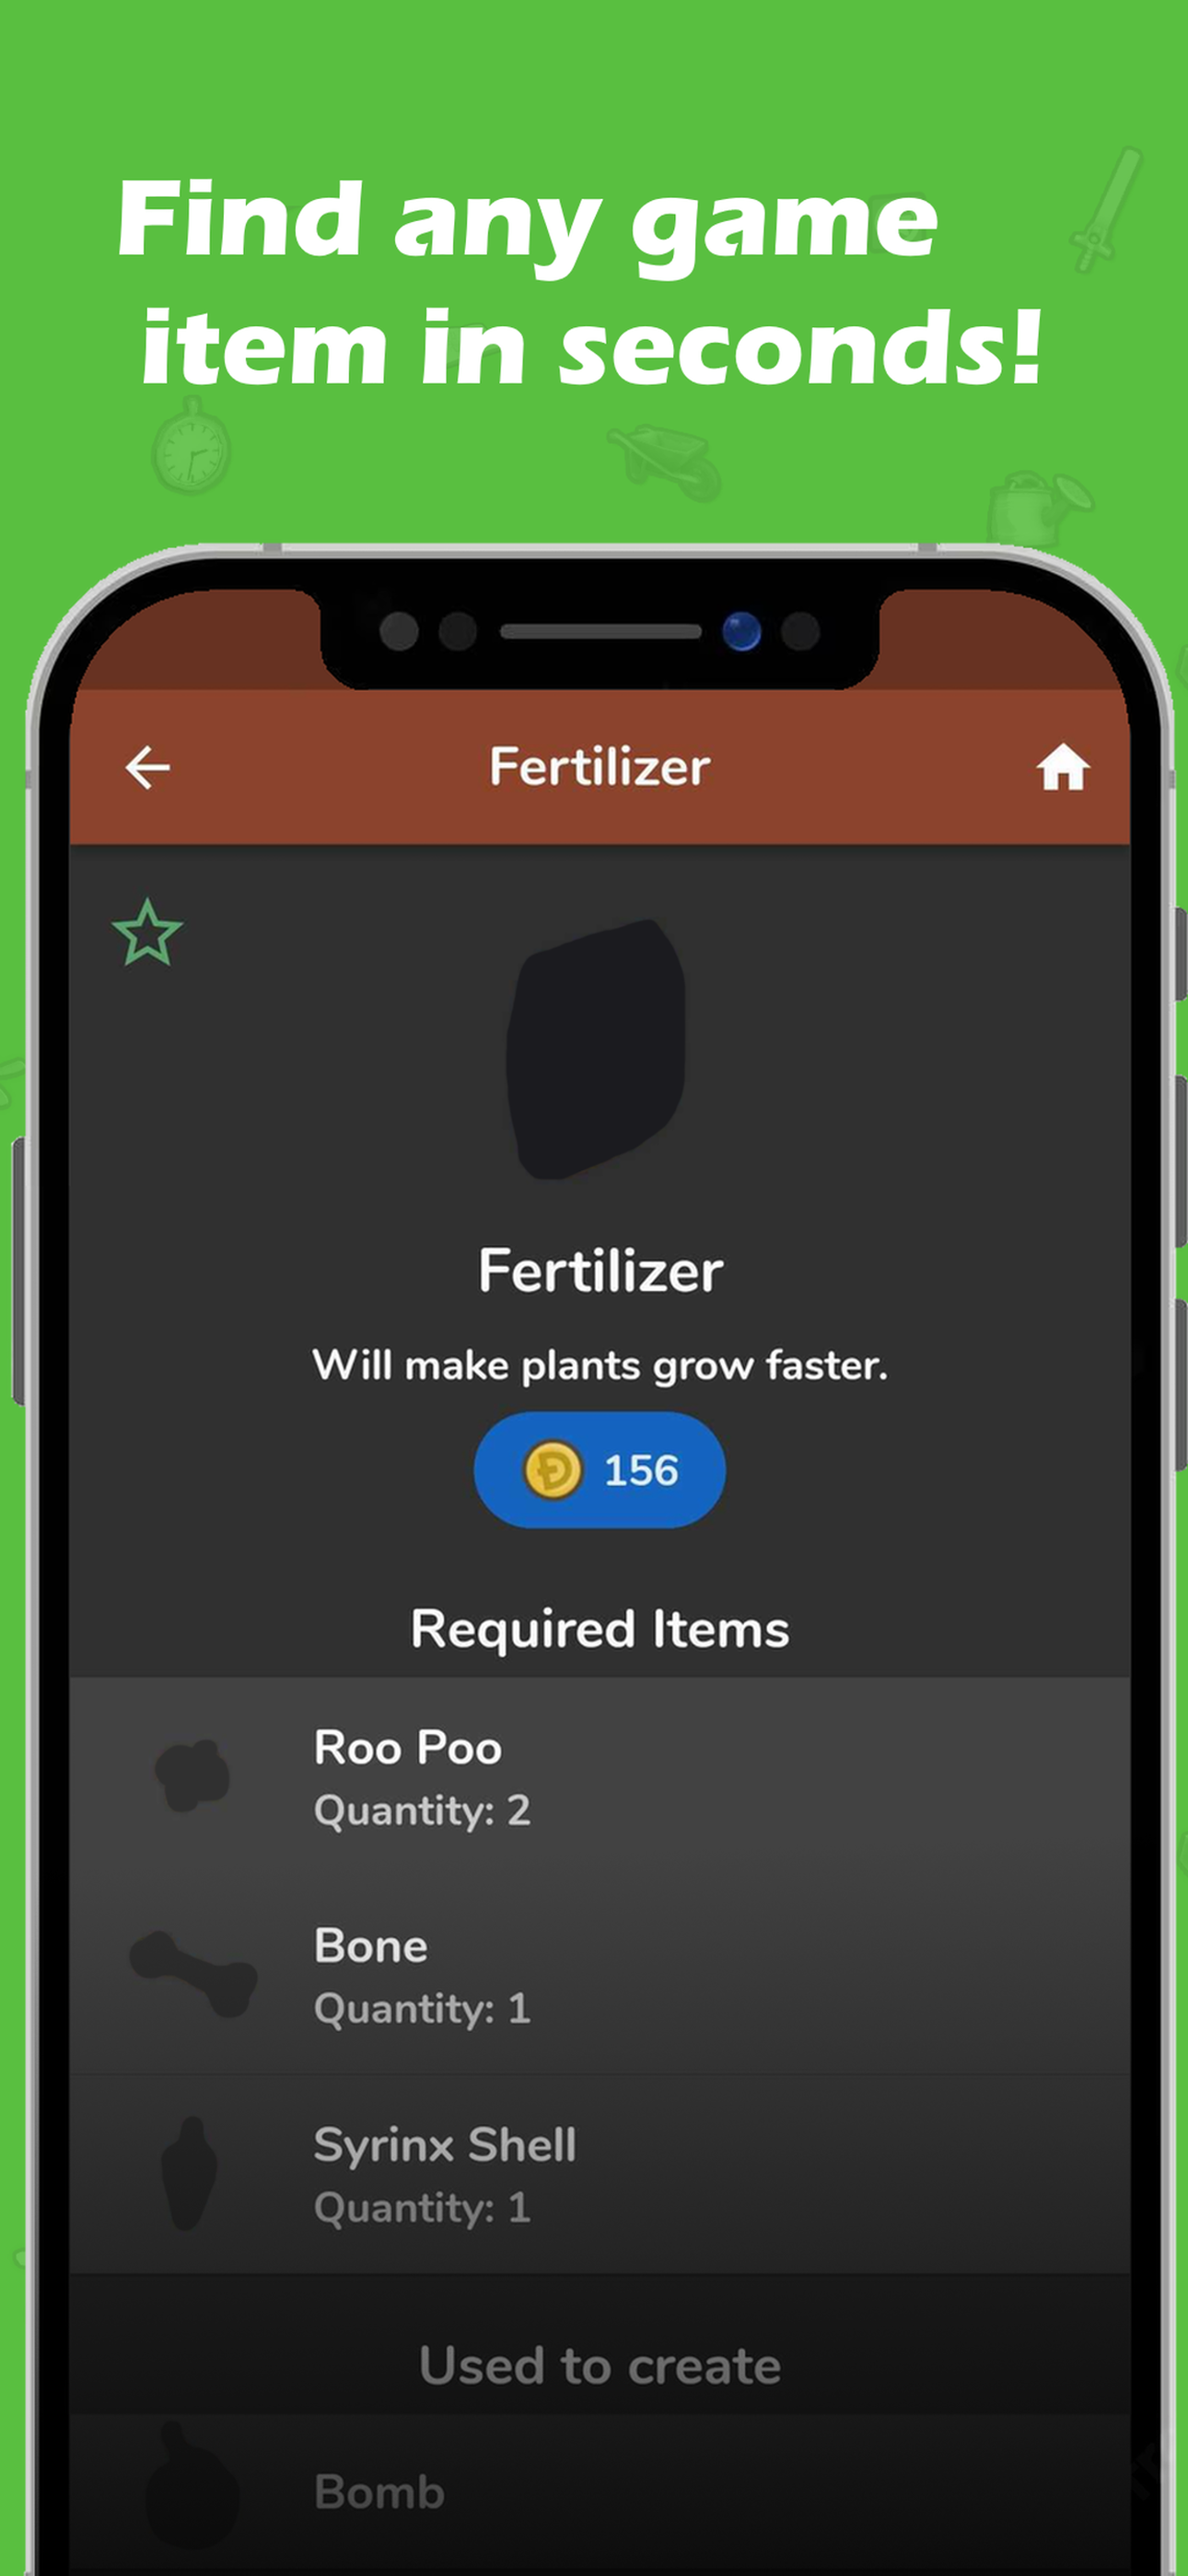 Find any game
item in seconds!
Fertilizer
Fertilizer
Will make plants grow faster.
156
Required Items
Roo Poo
Quantity: 2
Bone
Quantity: 1
Syrinx Shell
Quantity: 1
Used to create
Bomb